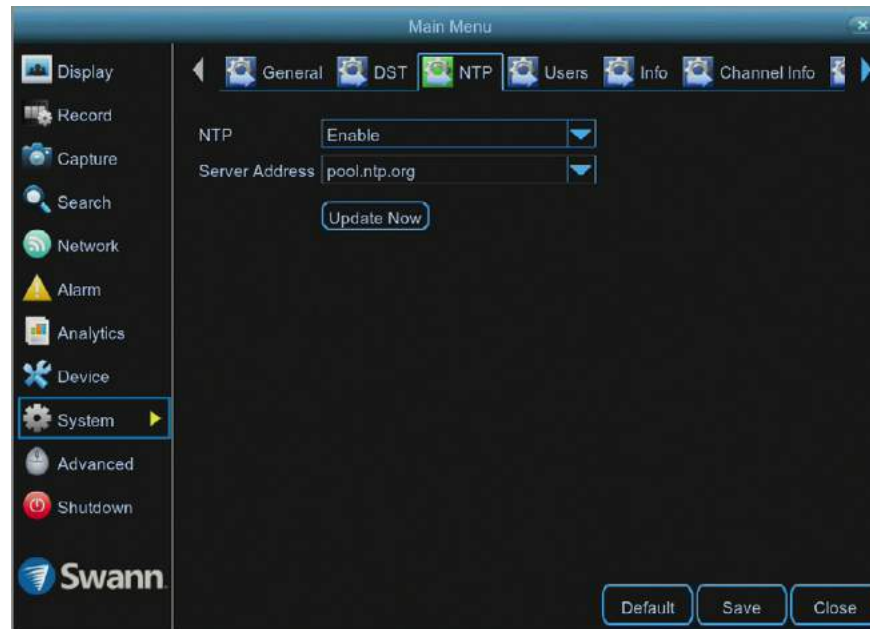 Main Menu
Display
Record
Capture
Search
Network
Alarm
Analytics
Device
System
Advanced
Shutdown
Swann
General DST NTP Users Info Channel Info
NTP Enable
Server Address pool.ntp.org
Update Now
Default Save Close